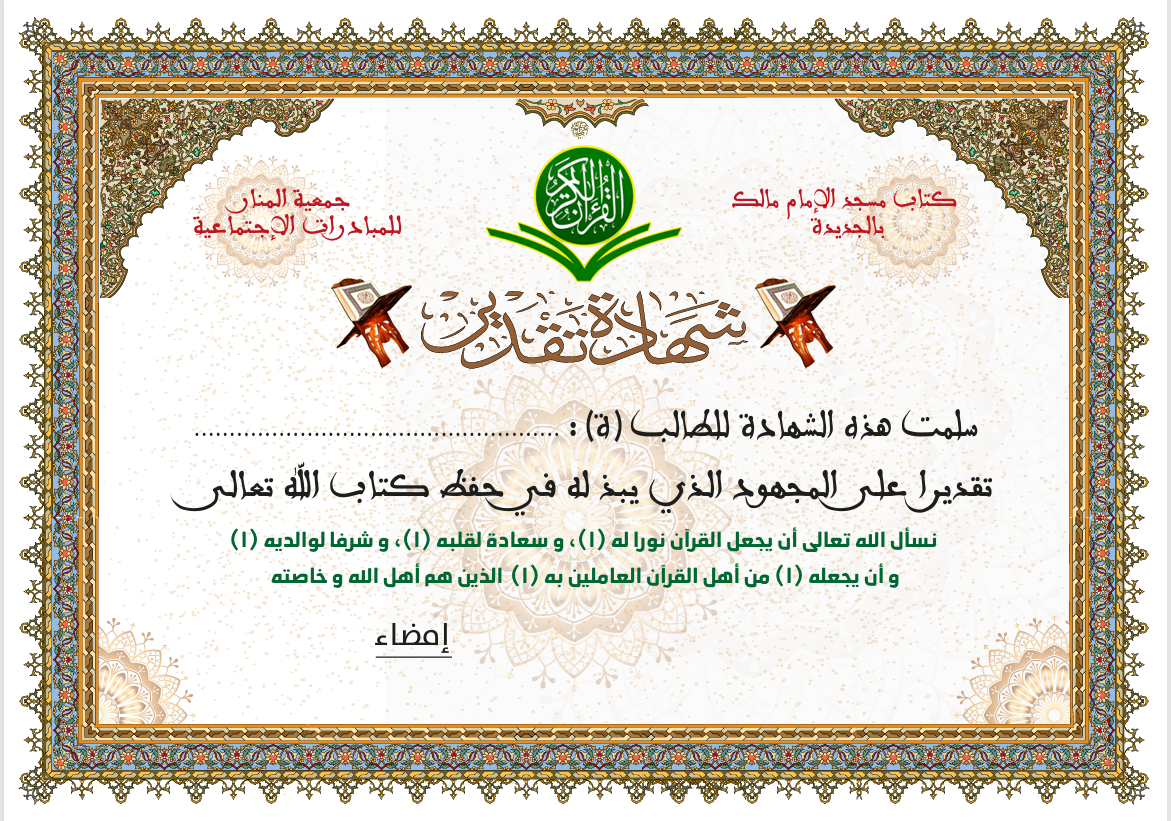 كتاب مسجد الإمام مالك
بالجديدة
جمعية المنار
للمبادرات الإجتماعية
القرآن الكريم
شهادة تقدير
سلمت هذه الشهادة للطالب (ة) : ....................................................
تقديرا على المجهود الذي يبذ له في حفظ كتاب الله تعالى
نسأل الله تعالى أن يجعل القرآن نورا له (ا)، و سعادة لقلبه (ا)، و شرفا لوالديه (ا)
و أن يجعله (ا) من أهل القرآن العاملين به (ا) الذين هم أهل الله و خاصته
إمضاء